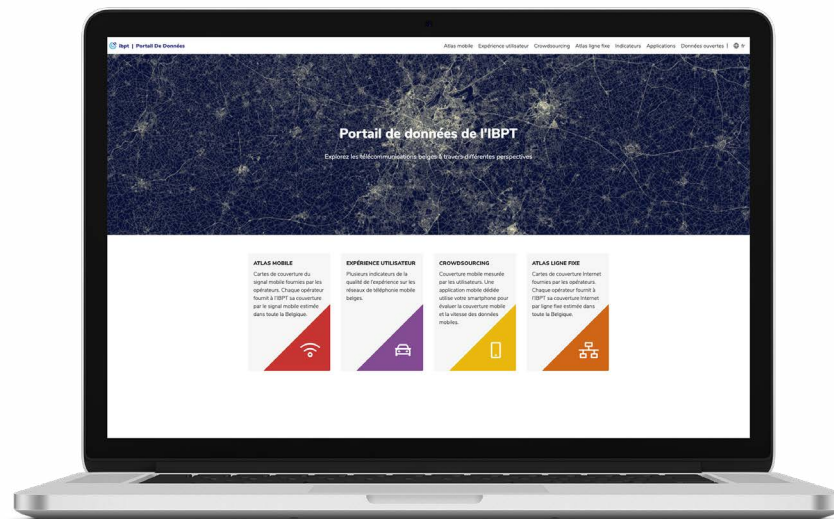 ibpt | Portail De Données
Atlas mobile Expérience utilisateur Crowdsourcing Atlas ligne fixe Indicateurs Applications Données ouvertes | fr
Portail de données de l'IBPT
Explorez les télécommunications belges à travers différentes perspectives
ATLAS MOBILE
Cartes de couverture du
signal mobile fournies par les
opérateurs. Chaque opérateur
fournit à l'IBPT sa couverture
par le signal mobile estimée
dans toute la Belgique.
EXPÉRIENCE UTILISATEUR
Plusieurs indicateurs de la
qualité de l'expérience sur les
réseaux de téléphonie mobile
belges.
CROWDSOURCING
Couverture mobile mesurée
par les utilisateurs. Une
application mobile dédiée
utilise votre smartphone pour
évaluer la couverture mobile
et la vitesse des données
mobiles.
ATLAS LIGNE FIXE
Cartes de couverture Internet
fournies par les opérateurs.
Chaque opérateur fournit à
l'IBPT sa couverture Internet
par ligne fixe estimée dans
toute la Belgique.